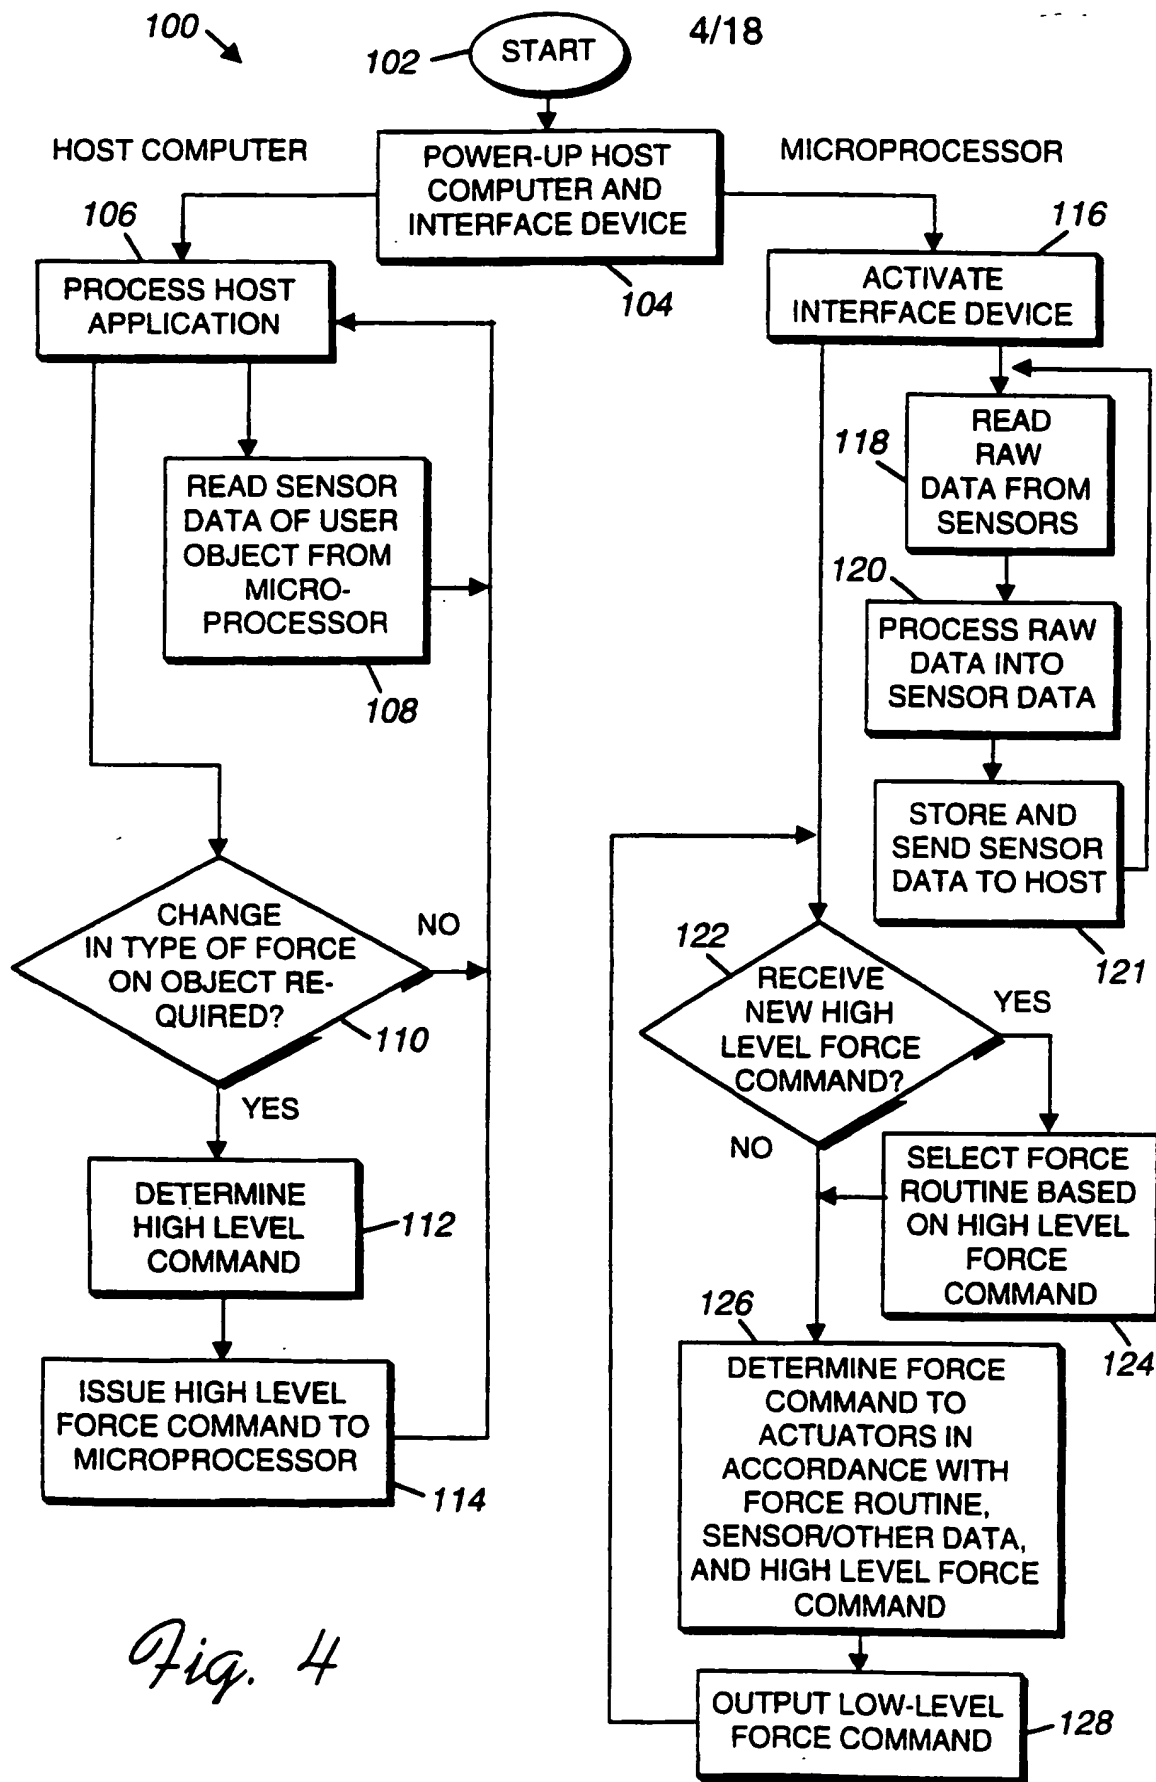 100
4/18
102
START
HOST COMPUTER
POWER-UP HOST
COMPUTER AND
INTERFACE DEVICE
104
MICROPROCESSOR
106
PROCESS HOST
APPLICATION
READ SENSOR
DATA OF USER
OBJECT FROM
MICRO-
PROCESSOR
108
CHANGE
IN TYPE OF FORCE
ON OBJECT RE-
QUIRED?
NO
110
YES
DETERMINE
HIGH LEVEL
COMMAND
112
ISSUE HIGH LEVEL
FORCE COMMAND TO
MICROPROCESSOR
114
116
ACTIVATE
INTERFACE DEVICE
118
READ
RAW
DATA FROM
SENSORS
120
PROCESS RAW
DATA INTO
SENSOR DATA
STORE AND
SEND SENSOR
DATA TO HOST
121
122
RECEIVE
NEW HIGH
LEVEL FORCE
COMMAND?
YES
NO
SELECT FORCE
ROUTINE BASED
ON HIGH LEVEL
FORCE
COMMAND
124
126
DETERMINE FORCE
COMMAND TO
ACTUATORS IN
ACCORDANCE WITH
FORCE ROUTINE,
SENSOR/OTHER DATA,
AND HIGH LEVEL FORCE
COMMAND
OUTPUT LOW-LEVEL
FORCE COMMAND
128
Fig. 4